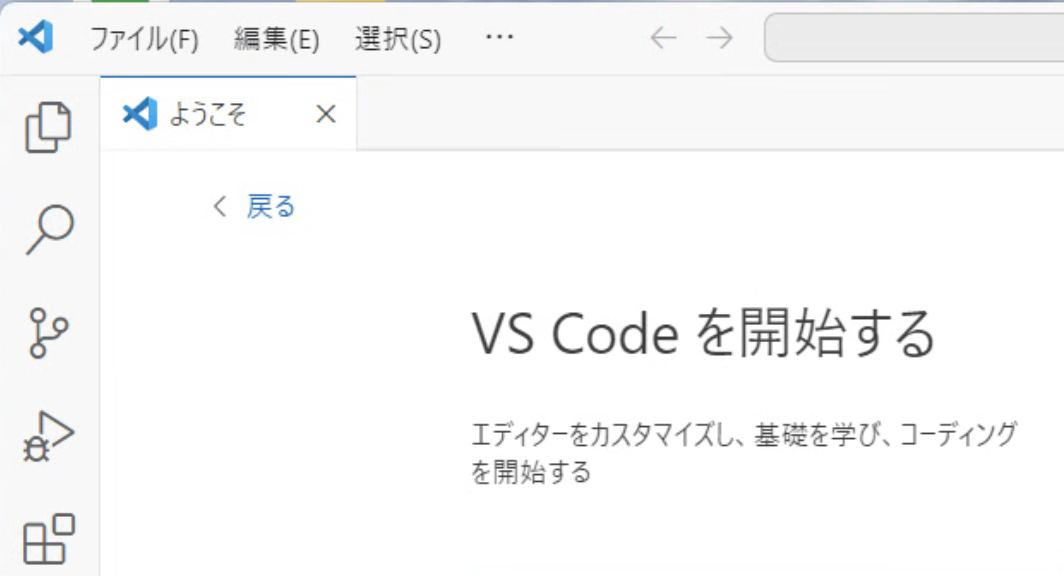 ファイル(F) 編集(E) 選択(S) ···
ようこそ
戻る
VS Code を開始する
エディターをカスタマイズし、基礎を学び、コーディング
を開始する